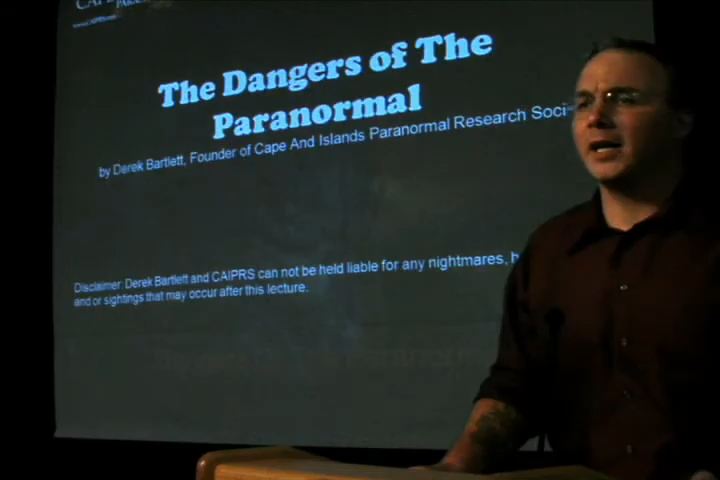 The Dangers of The
Paranormal
by Derek Bartlett, Founder of Cape And Islands Paranormal Research
Disclaimer: Derek Bartlett and CAIPRS can not be held liable for any nightmares,
and or sightings that may occur after this lecture.